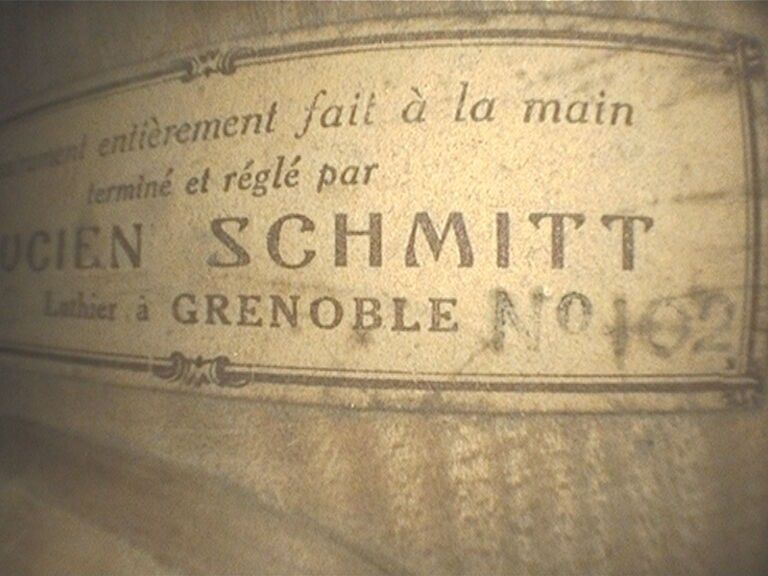 entièrement fait à la main
terminé et réglé par
UCIEN SCHMITT
Luthier à GRENOBLE No 102